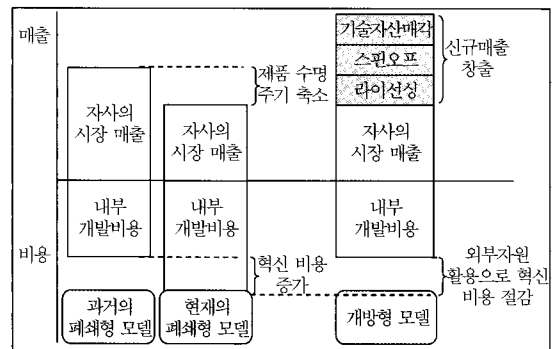 매출
비용
자사의
시장 매출
내부
개발비용
과거의
폐쇄형 모델
자사의
시장 매출
내부
개발비용
현재의
폐쇄형 모델
제품 수명
주기 축소
혁신 비용
증가
기술자산매각
스핀오프
라이선싱
자사의
시장 매출
내부
개발비용
개방형 모델
신규매출
창출
외부자원
활용으로 혁신
비용 절감